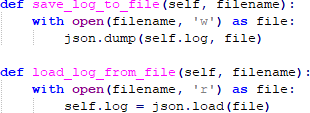 def save_log_to_file(self, filename):
    with open(filename, 'w') as file:
        json.dump(self.log, file)

def load_log_from_file(self, filename):
    with open(filename, 'r') as file:
        self.log = json.load(file)